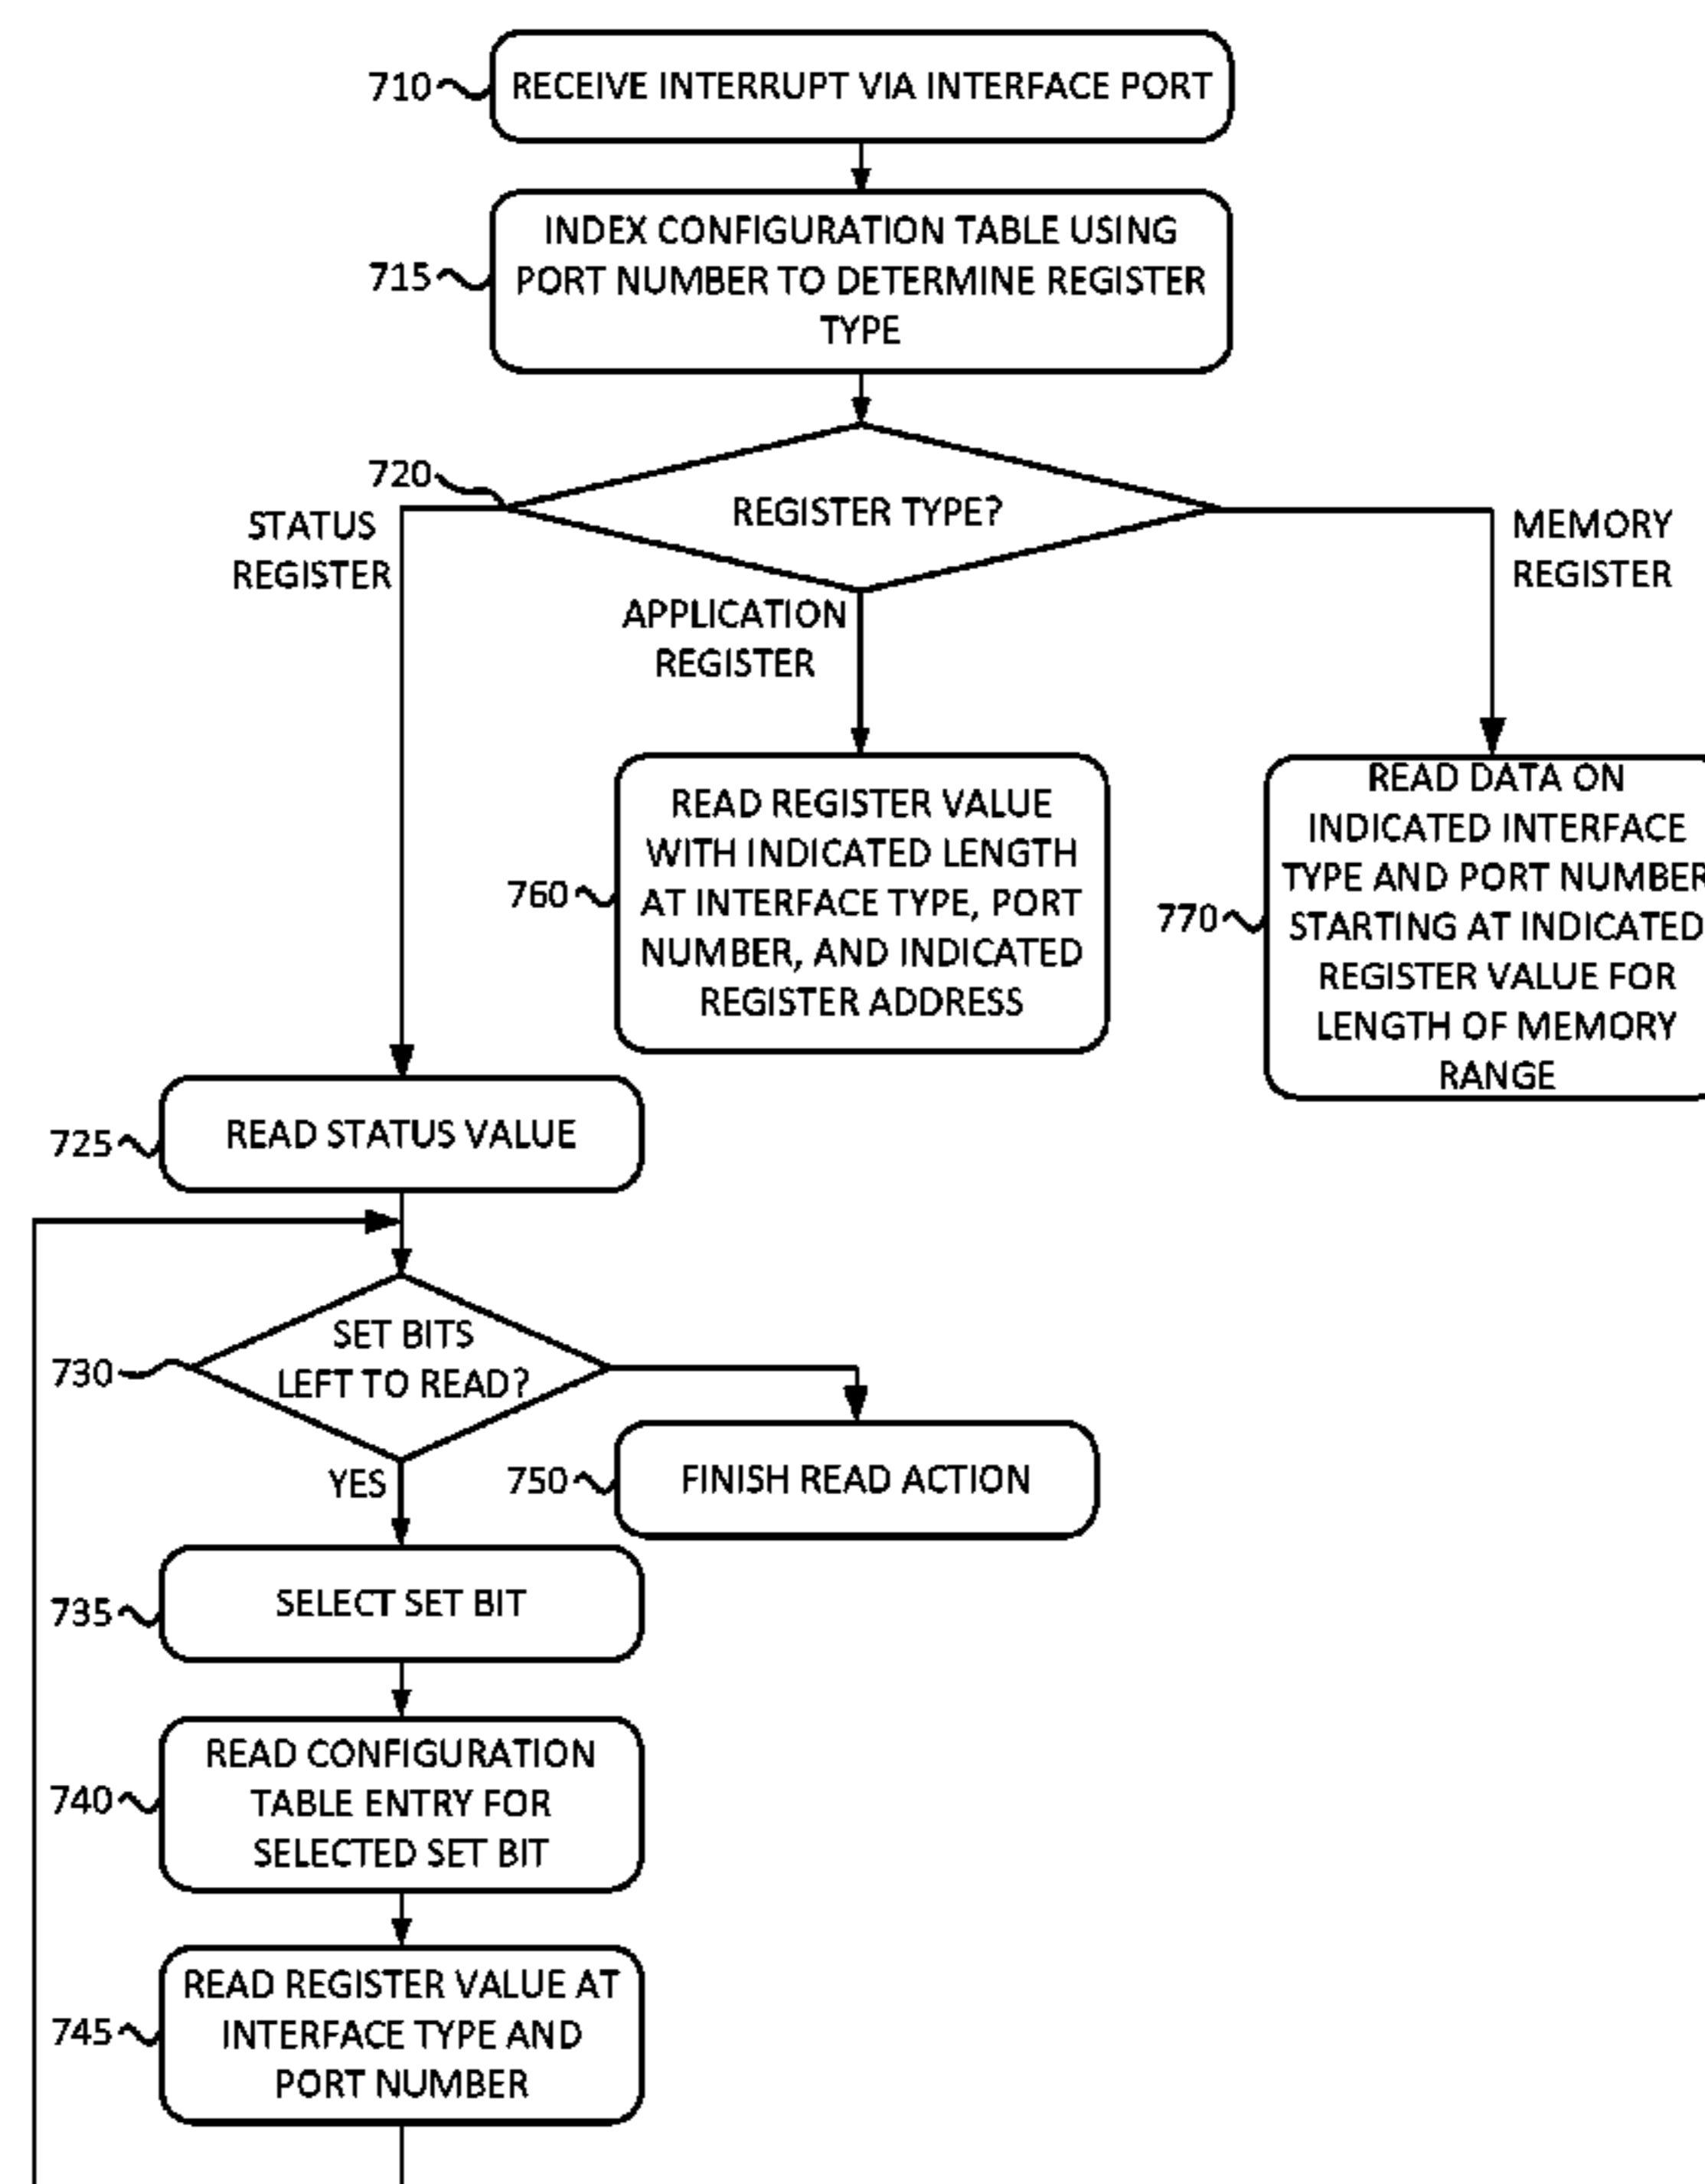 710
RECEIVE INTERRUPT VIA INTERFACE PORT
715
INDEX CONFIGURATION TABLE USING
PORT NUMBER TO DETERMINE REGISTER
TYPE
720
REGISTER TYPE?
STATUS
REGISTER
APPLICATION
REGISTER
MEMORY
REGISTER
760
READ REGISTER VALUE
WITH INDICATED LENGTH
AT INTERFACE TYPE, PORT
NUMBER, AND INDICATED
REGISTER ADDRESS
770
READ DATA ON
INDICATED INTERFACE
TYPE AND PORT NUMBER
STARTING AT INDICATED
REGISTER VALUE FOR
LENGTH OF MEMORY
RANGE
725
READ STATUS VALUE
730
SET BITS
LEFT TO READ?
YES
750
FINISH READ ACTION
735
SELECT SET BIT
740
READ CONFIGURATION
TABLE ENTRY FOR
SELECTED SET BIT
745
READ REGISTER VALUE AT
INTERFACE TYPE AND
PORT NUMBER